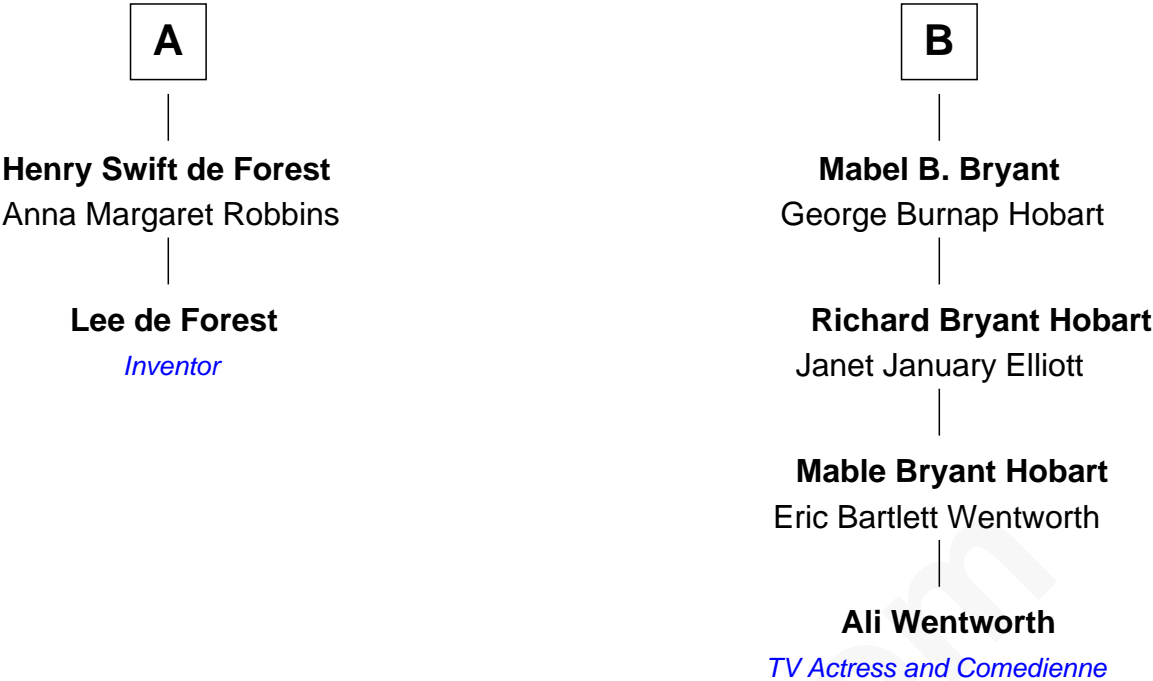 A
Henry Swift de Forest
Anna Margaret Robbins
Lee de Forest
Inventor
B
Mabel B. Bryant
George Burnap Hobart
Richard Bryant Hobart
Janet January Elliott
Mable Bryant Hobart
Eric Bartlett Wentworth
Ali Wentworth
TV Actress and Comedienne